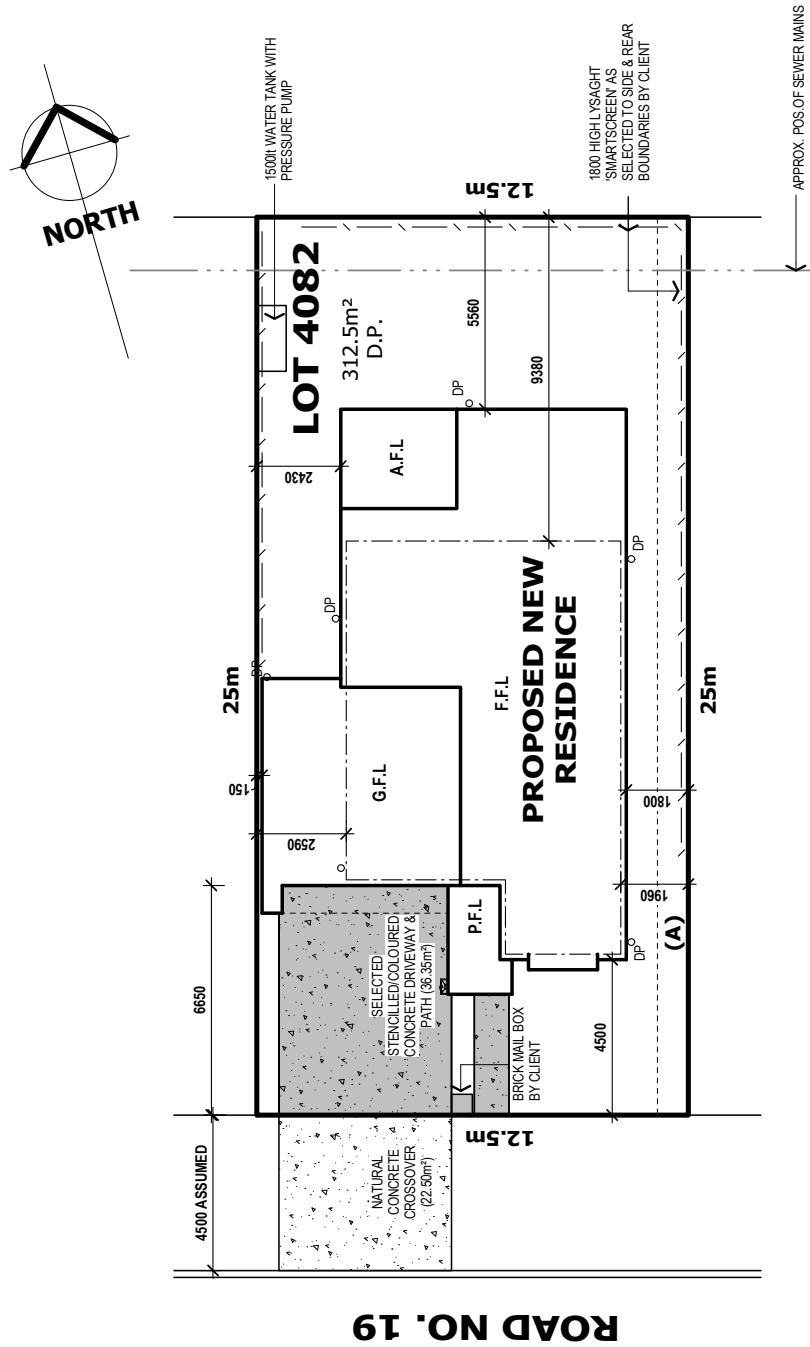 NORTH
1500lt WATER TANK WITH
PRESSURE PUMP
LOT 4082
312.5m²
D.P.
12.5m
1800 HIGH LYSAGHT
'SMARTSCREEN' AS
SELECTED TO SIDE & REAR
BOUNDARIES BY CLIENT
APPROX. POS.OF SEWER MAINS
5560
9380
2430
A.F.L
DP
DP
DP
DP
DP
25m
25m
150
2590
G.F.L
F.F.L
PROPOSED NEW
RESIDENCE
1800
1960
(A)
P.F.L
6650
SELECTED
STENCILLED/COLOURED
CONCRETE DRIVEWAY &
PATH (36.35m²)
BRICK MAIL BOX
BY CLIENT
4500
12.5m
4500 ASSUMED
NATURAL
CONCRETE
CROSSOVER
(22.50m²)
ROAD NO. 19